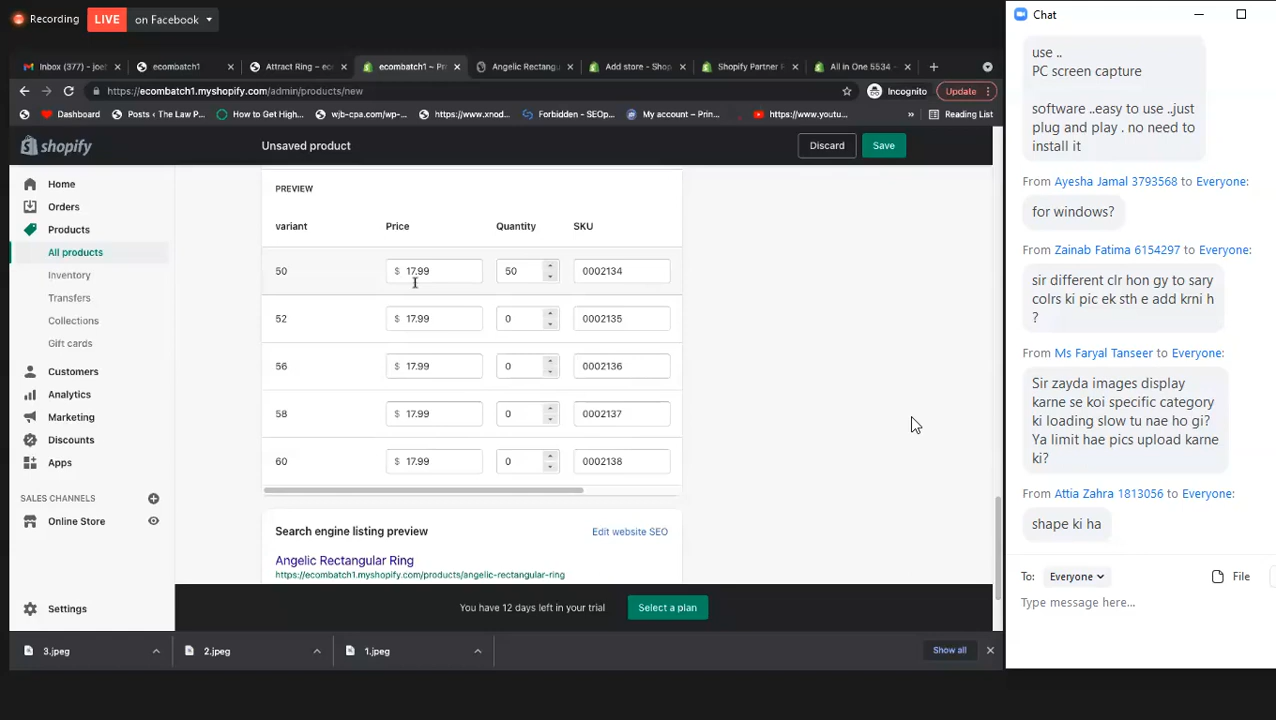 Recording
LIVE
on Facebook
Inbox (377) - joe
ecombatch1
Attract Ring – ec
ecombatch1 ~ Pr
Angelic Rectangu
Add store - Shop
Shopify Partner F
All in One 5534 -
https://ecombatch1.myshopify.com/admin/products/new
Incognito
Update
Dashboard
Posts ‹ The Law P...
How to Get High...
wjb-cpa.com/wp-...
https://www.xnod...
Forbidden - SEOp...
My account – Prin...
https://www.youtu...
»
Reading List
shopify
Unsaved product
Discard
Save
Home
Orders
Products
All products
Inventory
Transfers
Collections
Gift cards
Customers
Analytics
Marketing
Discounts
Apps
SALES CHANNELS
Online Store
Settings
PREVIEW
variant Price Quantity SKU
50 $ 17.99 50 0002134
52 $ 17.99 0 0002135
56 $ 17.99 0 0002136
58 $ 17.99 0 0002137
60 $ 17.99 0 0002138
Search engine listing preview
Edit website SEO
Angelic Rectangular Ring
https://ecombatch1.myshopify.com/products/angelic-rectangular-ring
You have 12 days left in your trial
Select a plan
3.jpeg
2.jpeg
1.jpeg
Show all
Chat
use ..
PC screen capture
software ..easy to use ..just
plug and play . no need to
install it
From Ayesha Jamal 3793568 to Everyone:
for windows?
From Zainab Fatima 6154297 to Everyone:
sir different clr hon gy to sary
colrs ki pic ek sth e add krni h
?
From Ms Faryal Tanseer to Everyone:
Sir zayda images display
karne se koi specific category
ki loading slow tu nae ho gi?
Ya limit hae pics upload karne
ki?
From Attia Zahra 1813056 to Everyone:
shape ki ha
To: Everyone
File
Type message here...